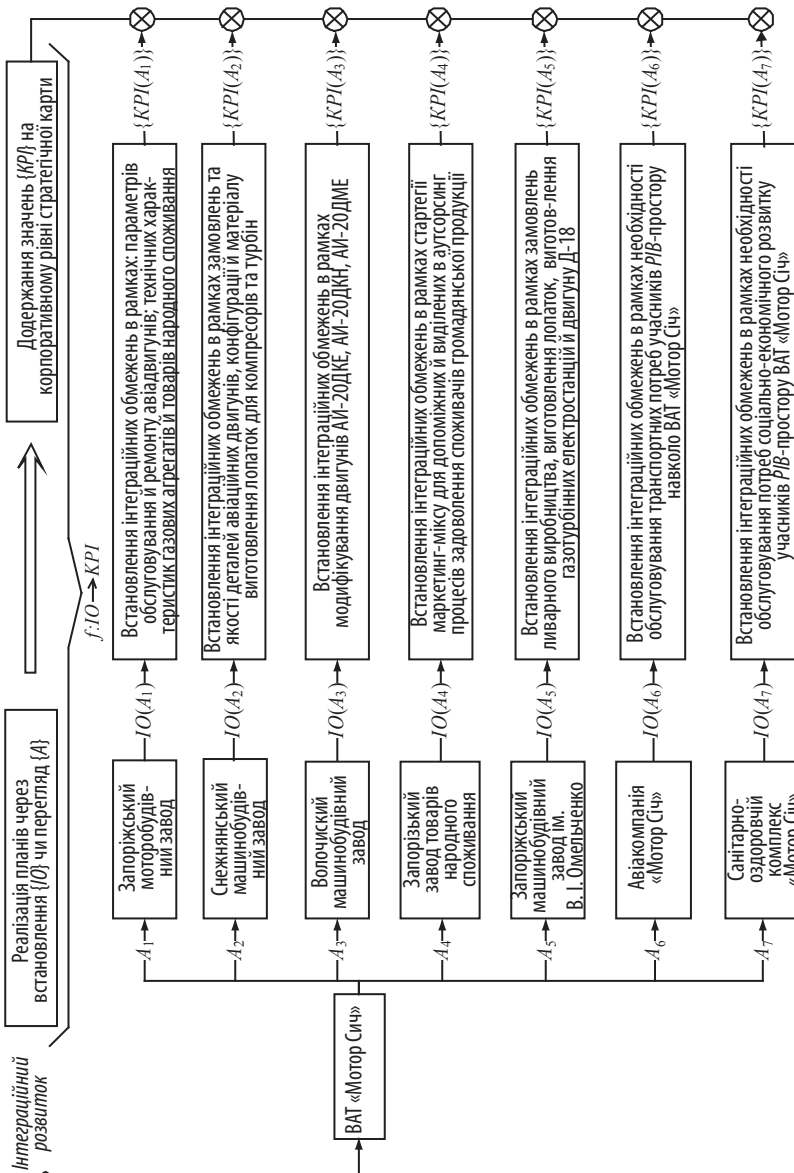 Інтеграційний
розвиток
Реалізація планів через
встановлення {IO} чи перегляд {A}
Додержання значень {KPI} на
корпоративному рівні стратегічної карти
f:IO→KPI
ВАТ «Мотор Сич»
A1
Запоріжський
моторобудів-
ний завод
IO(A1)
Встановлення інтеграційних обмежень в рамках: параметрів
обслуговування й ремонту авіадвигунів; технічних харак-
теристик газових агрегатів й товарів народного споживання
{KPI(A1)}
A2
Снежнянський
машинобудів-
ний завод
IO(A2)
Встановлення інтеграційних обмежень в рамках замовлень та
якості деталей авіаційних двигунів, конфігурації й матеріалу
виготовлення лопаток для компресорів та турбін
{KPI(A2)}
A3
Волочиский
машинобудівний
завод
IO(A3)
Встановлення інтеграційних обмежень в рамках
модифікування двигунів АИ-20ДКЕ, АИ-20ДКН, АИ-20ДМЕ
{KPI(A3)}
A4
Запорізький
завод товарів
народного
споживання
IO(A4)
Встановлення інтеграційних обмежень в рамках стартегії
маркетинг-міксу для допоміжних й виділених в аутсорсинг
процесів задоволення споживачів громадянської продукції
{KPI(A4)}
A5
Запоріжський
машинобудівний
завод ім.
В. І. Омельченко
IO(A5)
Встановлення інтеграційних обмежень в рамках замовлень
ливарного виробництва, виготовлення лопаток, виготов-лення
газотурбінних електростанцій й двигуну Д-18
{KPI(A5)}
A6
Авіакомпанія
«Мотор Січ»
IO(A6)
Встановлення інтеграційних обмежень в рамках необхідності
обслуговування транспортних потреб учасників PIB-простору
навколо ВАТ «Мотор Січ»
{KPI(A6)}
A7
Санітарно-
оздоровчій
комплекс
«Мотор Січ»
IO(A7)
Встановлення інтеграційних обмежень в рамках необхідності
обслуговування потреб соціально-економічного розвитку
учасників PIB-простору ВАТ «Мотор Січ»
{KPI(A7)}